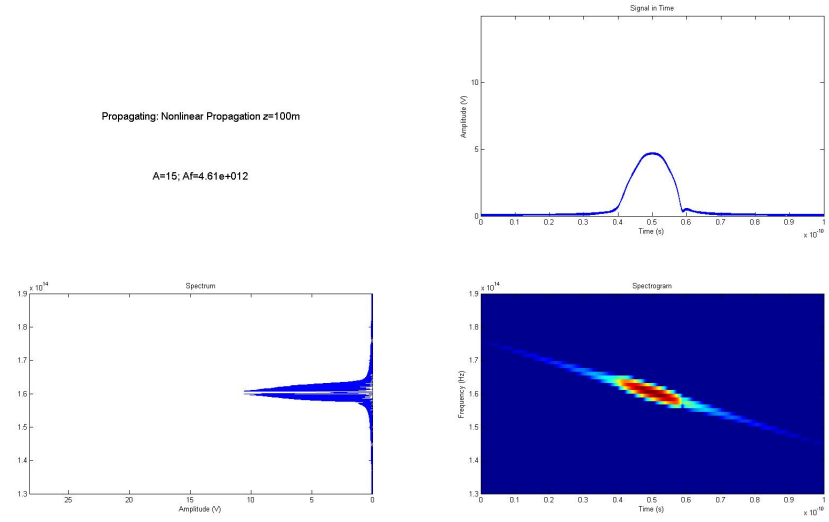 Signal in Time
10
5
0
Amplitude (V)
0 0.1 0.2 0.3 0.4 0.5 0.6 0.7 0.8 0.9 1
Time (s)
x 10^-10
Propagating: Nonlinear Propagation z=100m
A=15; Af=4.61e+012
Spectrum
x 10^14
1.9
1.8
1.7
1.6
1.5
1.4
1.3
25 20 15 10 5 0
Amplitude (V)
Spectrogram
x 10^14
1.9
1.8
1.7
1.6
1.5
1.4
1.3
Frequency (Hz)
0 0.1 0.2 0.3 0.4 0.5 0.6 0.7 0.8 0.9 1
Time (s)
x 10^-10